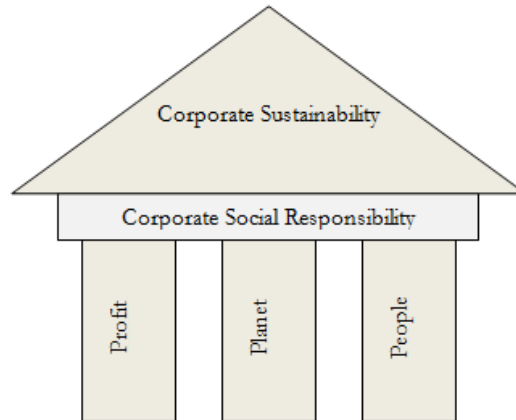 Corporate Sustainability
Corporate Social Responsibility
Profit
Planet
People